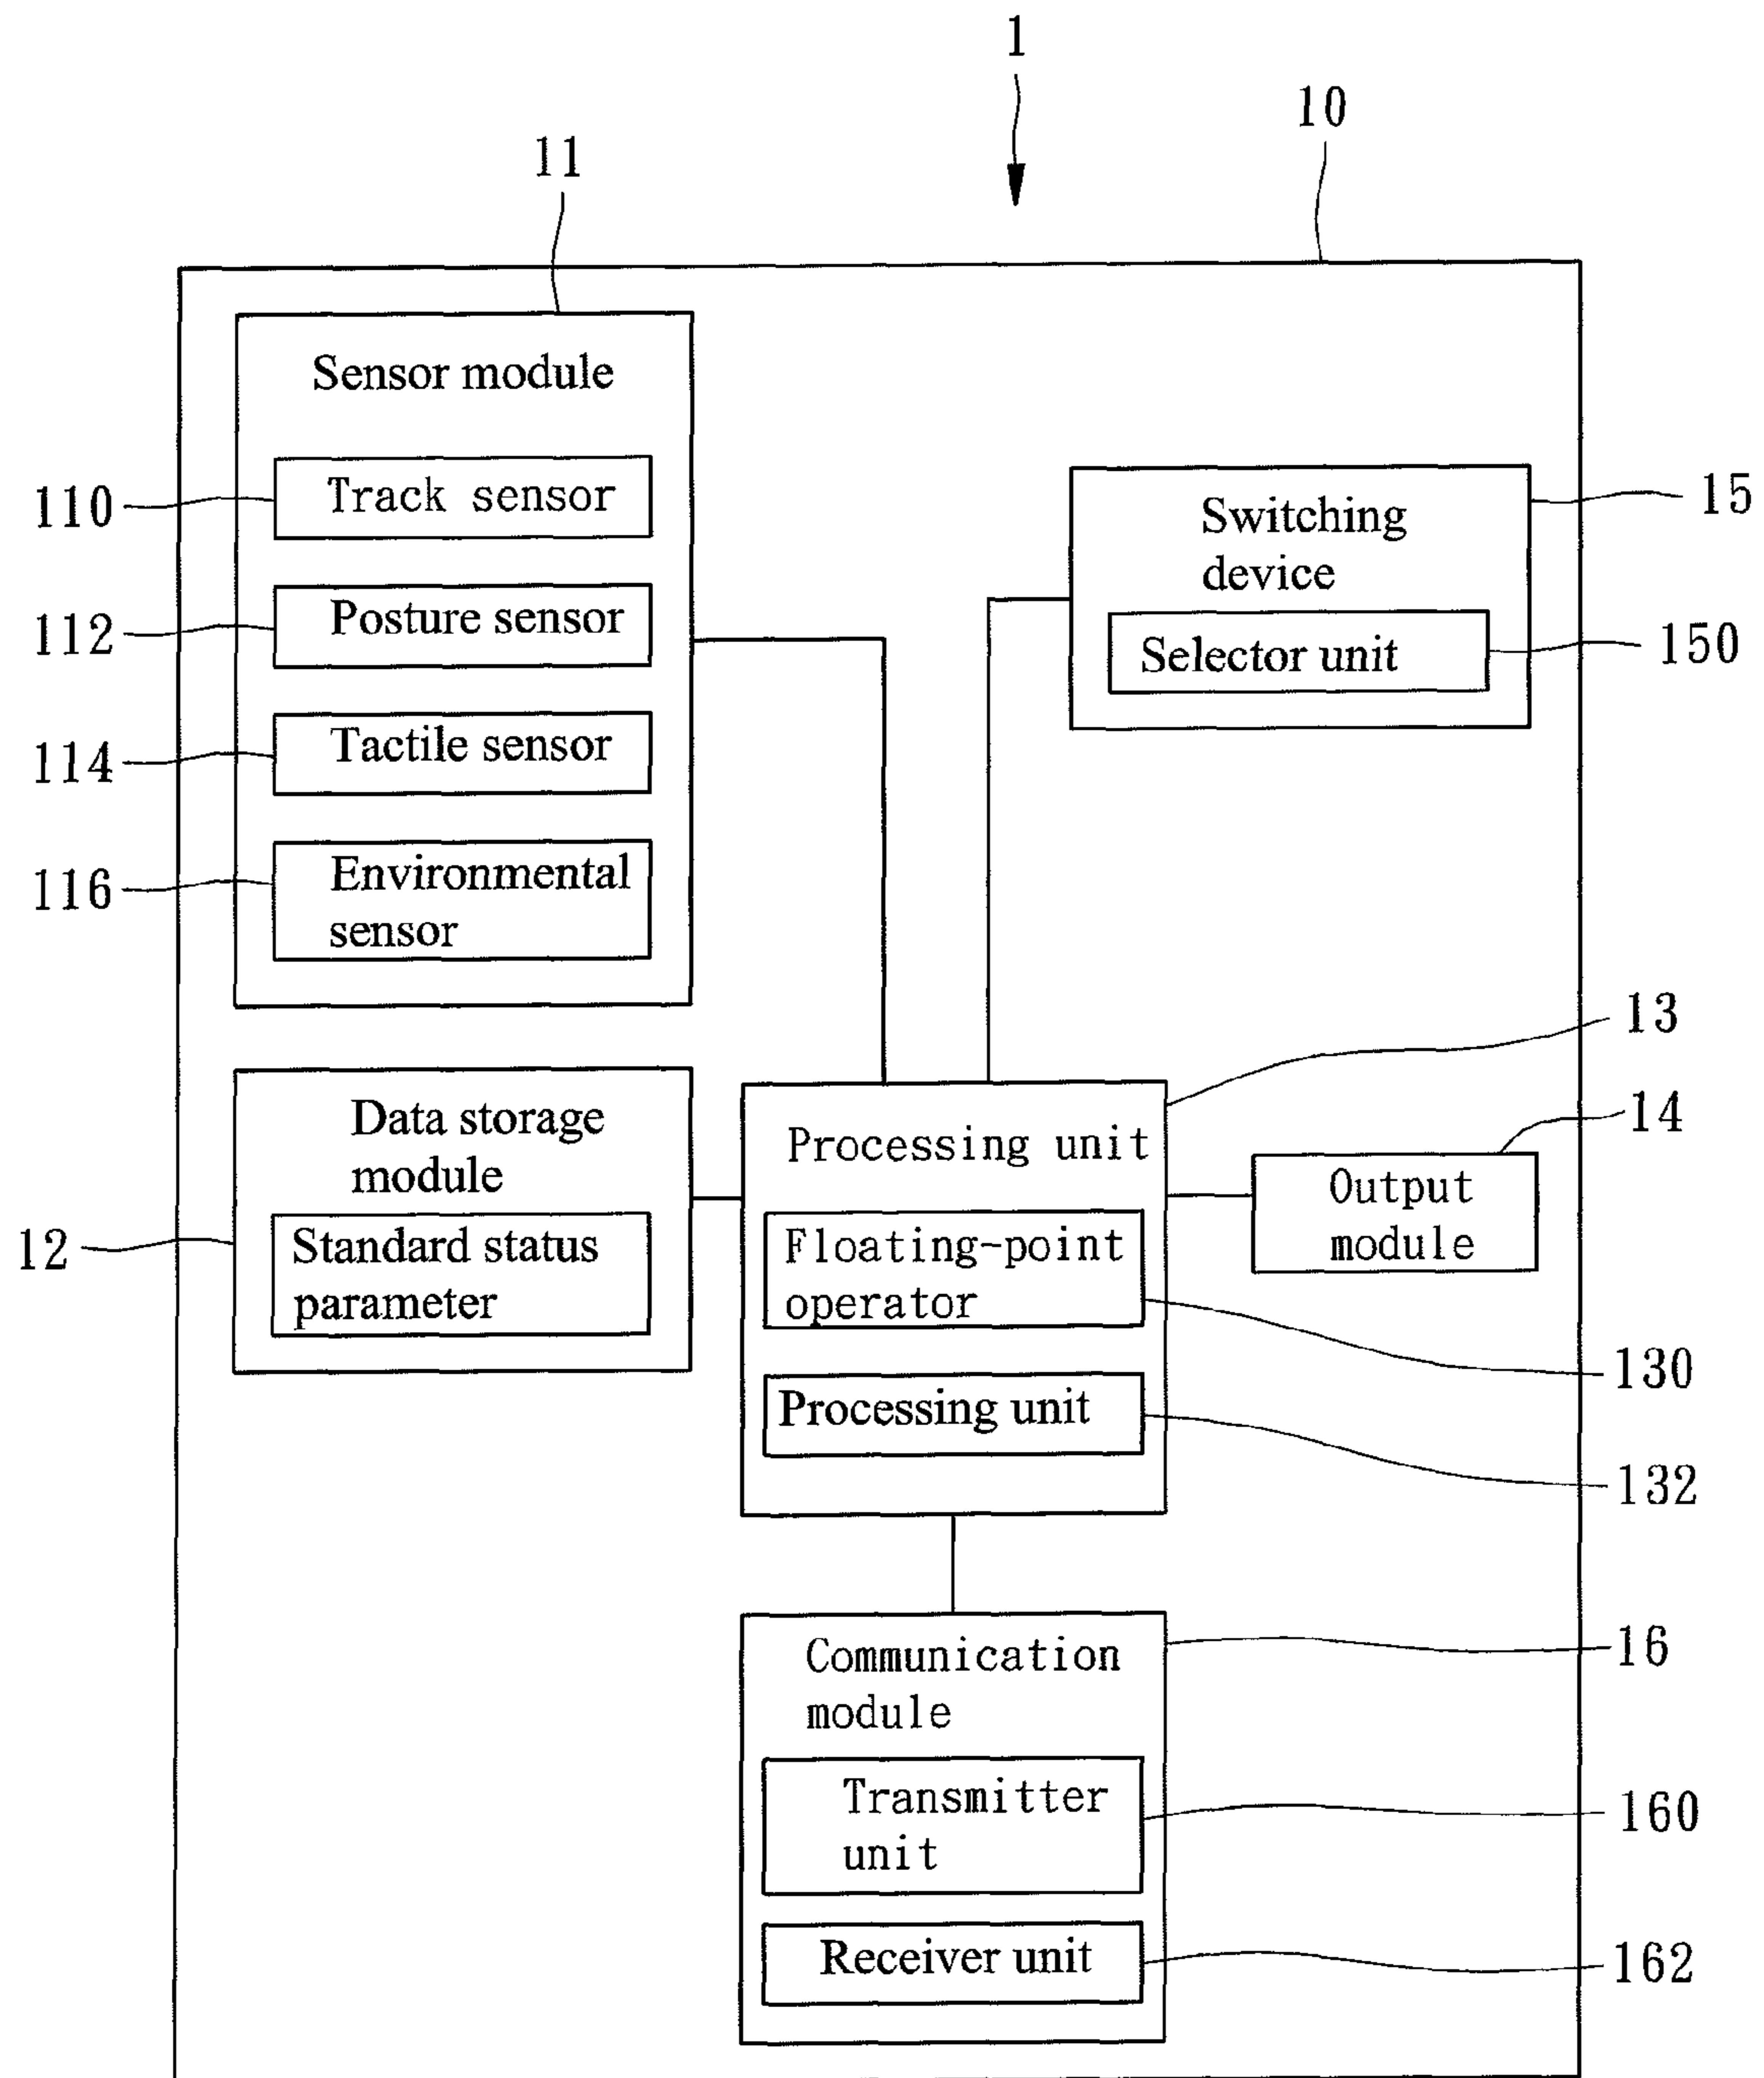 1
10
11
Sensor module
110
Track sensor
112
Posture sensor
114
Tactile sensor
116
Environmental
sensor
15
Switching
device
Selector unit
150
12
Data storage
module
Standard status
parameter
13
Processing unit
Floating-point
operator
130
Processing unit
132
14
Output
module
16
Communication
module
Transmitter
unit
160
Receiver unit
162